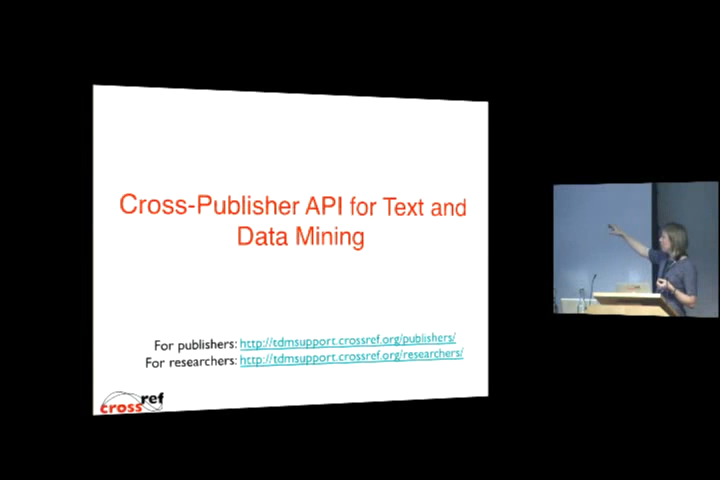 Cross-Publisher API for Text and
Data Mining
For publishers: http://tdmsupport.crossref.org/publishers/
For researchers: http://tdmsupport.crossref.org/researchers/
crossref